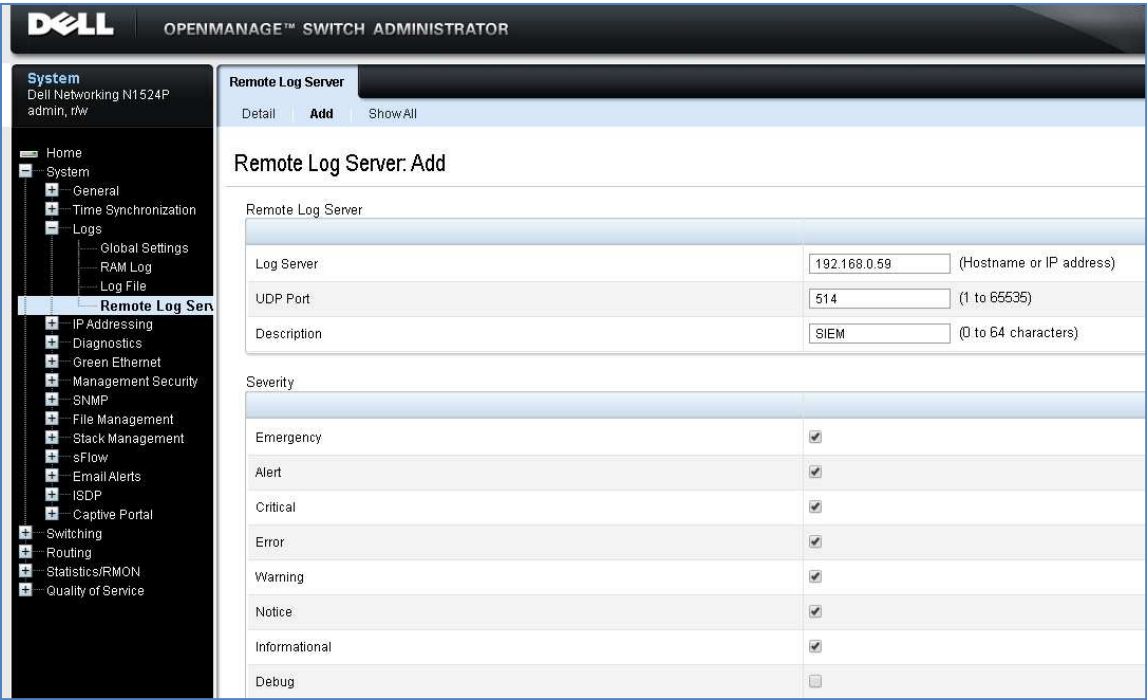 DELL OPENMANAGE™ SWITCH ADMINISTRATOR
System
Dell Networking N1524P
admin, r/w
Home
System
General
Time Synchronization
Logs
Global Settings
RAM Log
Log File
Remote Log Serv
IP Addressing
Diagnostics
Green Ethernet
Management Security
SNMP
File Management
Stack Management
sFlow
Email Alerts
ISDP
Captive Portal
Switching
Routing
Statistics/RMON
Quality of Service
Remote Log Server
Detail Add Show All
Remote Log Server: Add
Remote Log Server
Log Server 192.168.0.59 (Hostname or IP address)
UDP Port 514 (1 to 65535)
Description SIEM (0 to 64 characters)
Severity
Emergency
Alert
Critical
Error
Warning
Notice
Informational
Debug